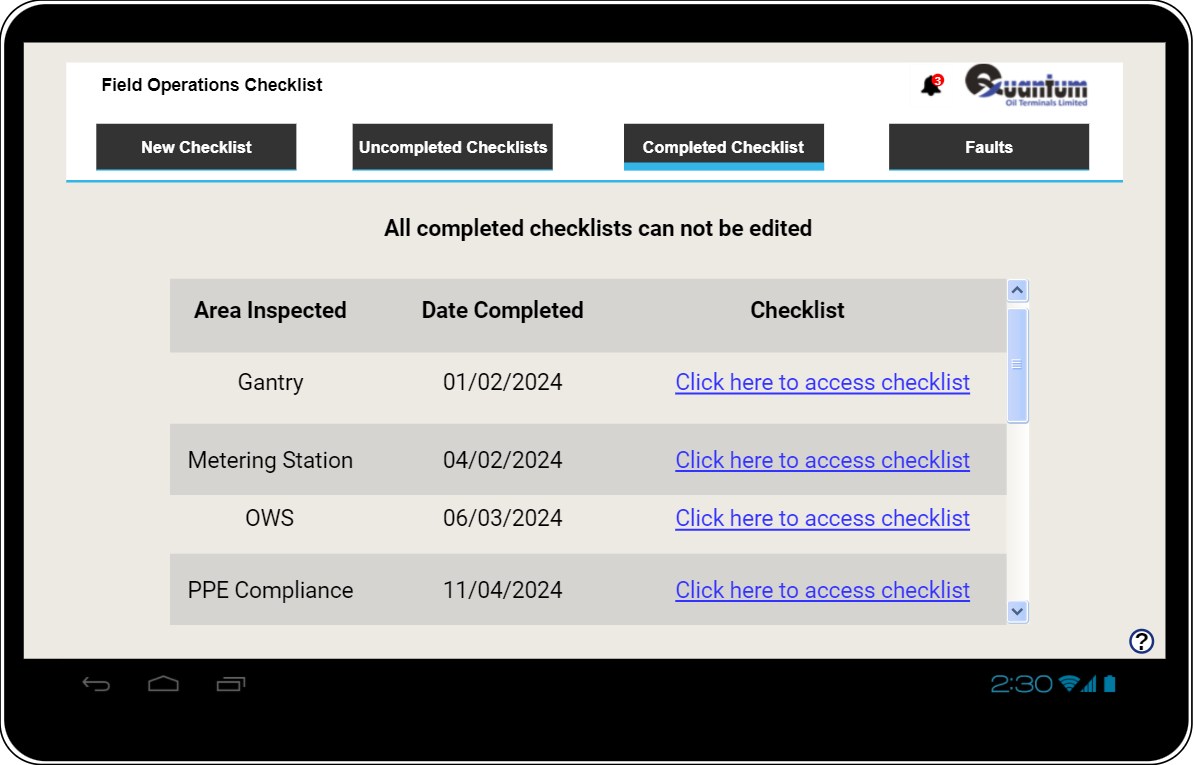 Field Operations Checklist
3
Quantum
Oil Terminals Limited
New Checklist
Uncompleted Checklists
Completed Checklist
Faults
All completed checklists can not be edited
Area Inspected Date Completed Checklist
Gantry 01/02/2024 Click here to access checklist
Metering Station 04/02/2024 Click here to access checklist
OWS 06/03/2024 Click here to access checklist
PPE Compliance 11/04/2024 Click here to access checklist
?
2:30